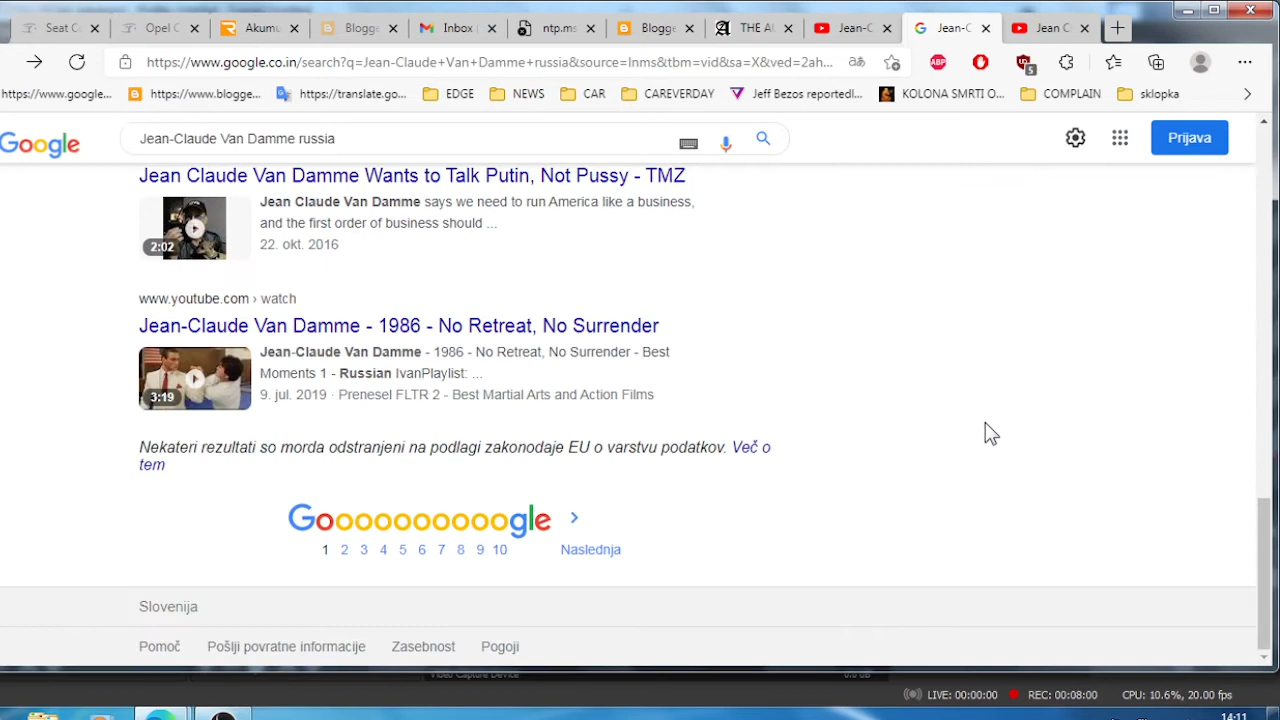 Seat C
Opel C
Akumu
Blogge
Inbox (
ntp.ms
Blogge
THE AL
Jean-C
Jean-C
Jean C
https://www.google.co.in/search?q=Jean-Claude+Van+Damme+russia&source=lnms&tbm=vid&sa=X&ved=2ah...
ABP
5
https://www.google...
https://www.blogge...
https://translate.go...
EDGE
NEWS
CAR
CAREVERDAY
Jeff Bezos reportedl...
KOLONA SMRTI O...
COMPLAIN
sklopka
Google
Jean-Claude Van Damme russia
Prijava
Jean Claude Van Damme Wants to Talk Putin, Not Pussy - TMZ
Jean Claude Van Damme says we need to run America like a business,
and the first order of business should ...
2:02
22. okt. 2016
www.youtube.com › watch
Jean-Claude Van Damme - 1986 - No Retreat, No Surrender
Jean-Claude Van Damme - 1986 - No Retreat, No Surrender - Best
Moments 1 - Russian IvanPlaylist: ...
3:19
9. jul. 2019 · Prenesel FLTR 2 - Best Martial Arts and Action Films
Nekateri rezultati so morda odstranjeni na podlagi zakonodaje EU o varstvu podatkov. Več o
tem
Goooooooooogle
1 2 3 4 5 6 7 8 9 10 Naslednja
Slovenija
Pomoč Pošlji povratne informacije Zasebnost Pogoji
Video Capture Device
0.0 dB
LIVE: 00:00:00 REC: 00:08:00 CPU: 10.6%, 20.00 fps
14:11